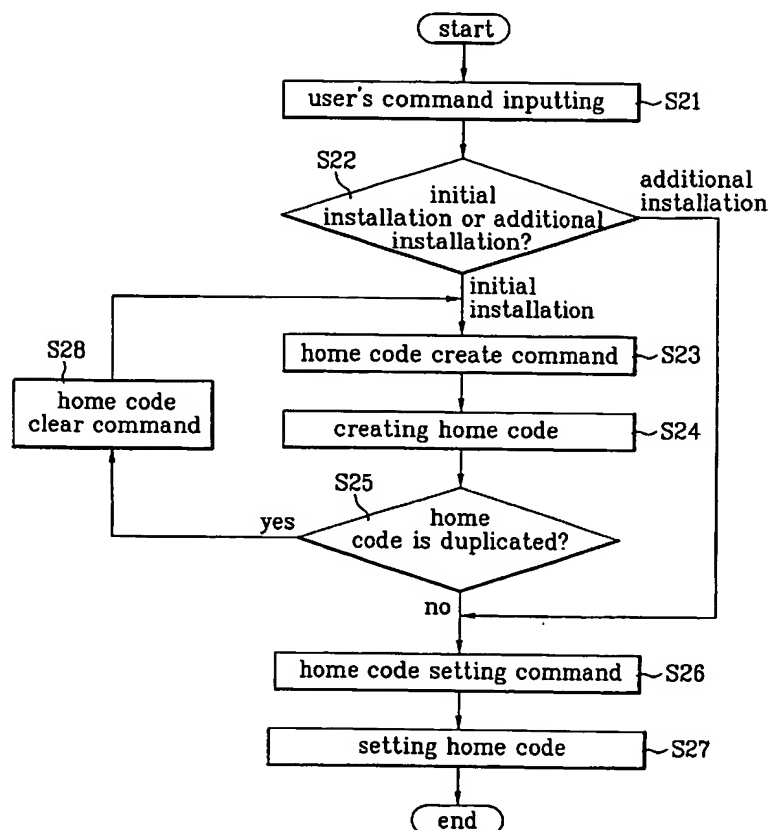 start
user's command inputting
S21
S22
initial
installation or additional
installation?
additional
installation
initial
installation
S28
home code
clear command
home code create command
S23
creating home code
S24
S25
home
code is duplicated?
yes
no
home code setting command
S26
setting home code
S27
end